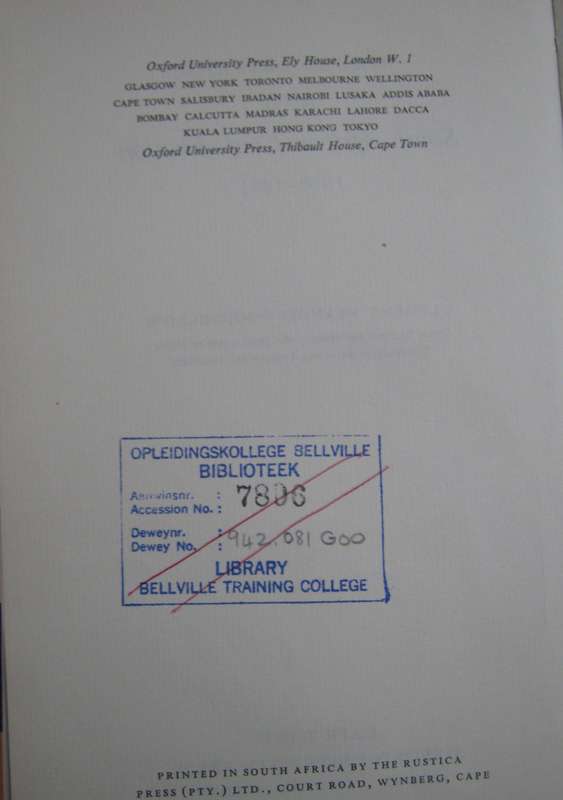 Oxford University Press, Ely House, London W. 1
GLASGOW NEW YORK TORONTO MELBOURNE WELLINGTON
CAPE TOWN SALISBURY IBADAN NAIROBI LUSAKA ADDIS ABABA
BOMBAY CALCUTTA MADRAS KARACHI LAHORE DACCA
KUALA LUMPUR HONG KONG TOKYO
Oxford University Press, Thibault House, Cape Town
OPLEIDINGSKOLLEGE BELLVILLE
BIBLIOTEEK
Aanwinsnr. :
Accession No. : 7896
Deweynr. :
Dewey No. : 942.081 GOO
LIBRARY
BELLVILLE TRAINING COLLEGE
PRINTED IN SOUTH AFRICA BY THE RUSTICA
PRESS (PTY.) LTD., COURT ROAD, WYNBERG, CAPE